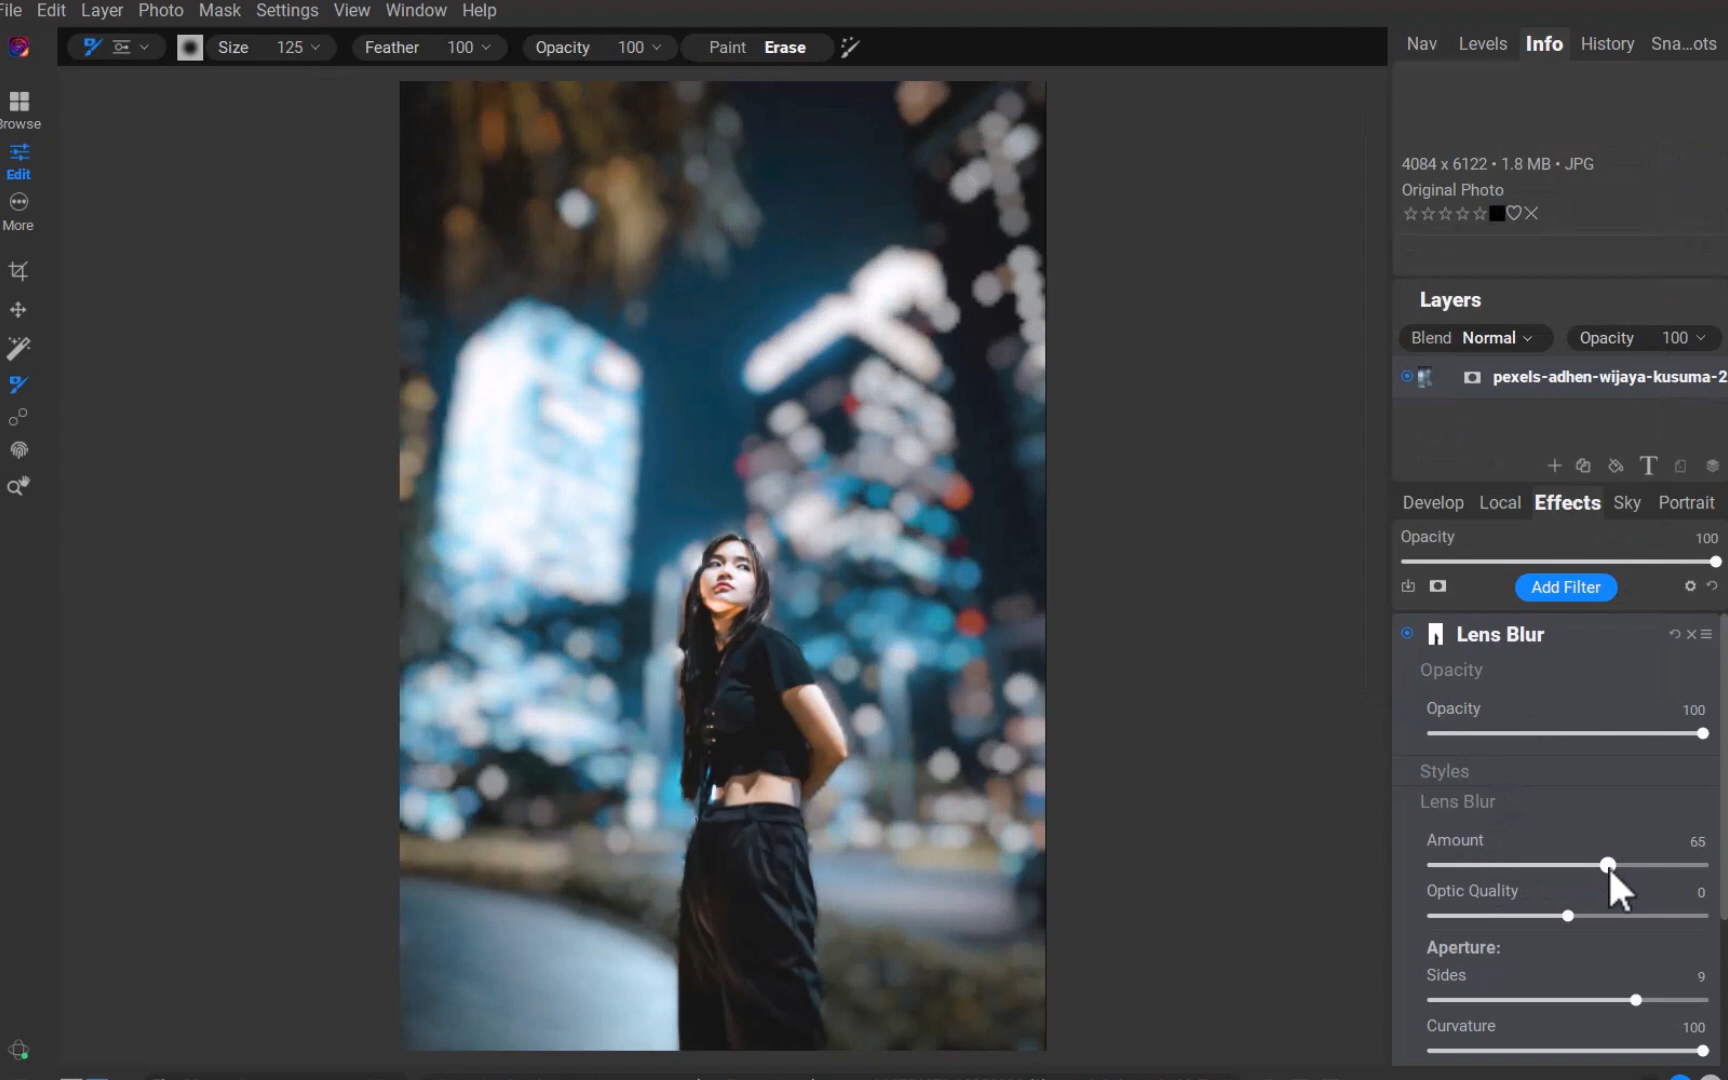 File Edit Layer Photo Mask Settings View Window Help
Size 125 Feather 100 Opacity 100 Paint Erase
Nav Levels Info History Sna...ots
Browse
Edit
More
4084 x 6122 • 1.8 MB • JPG
Original Photo
Layers
Blend Normal Opacity 100
pexels-adhen-wijaya-kusuma-2
T
Develop Local Effects Sky Portrait
Opacity 100
Add Filter
Lens Blur
Opacity
Opacity 100
Styles
Lens Blur
Amount 65
Optic Quality 0
Aperture:
Sides 9
Curvature 100